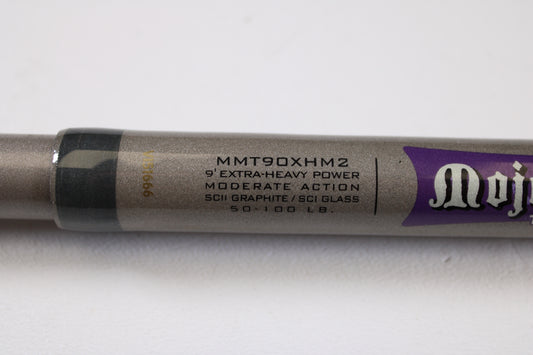 MMT90XHM2
9' EXTRA-HEAVY POWER
MODERATE ACTION
SCII GRAPHITE / SCI GLASS
50-100 LB.